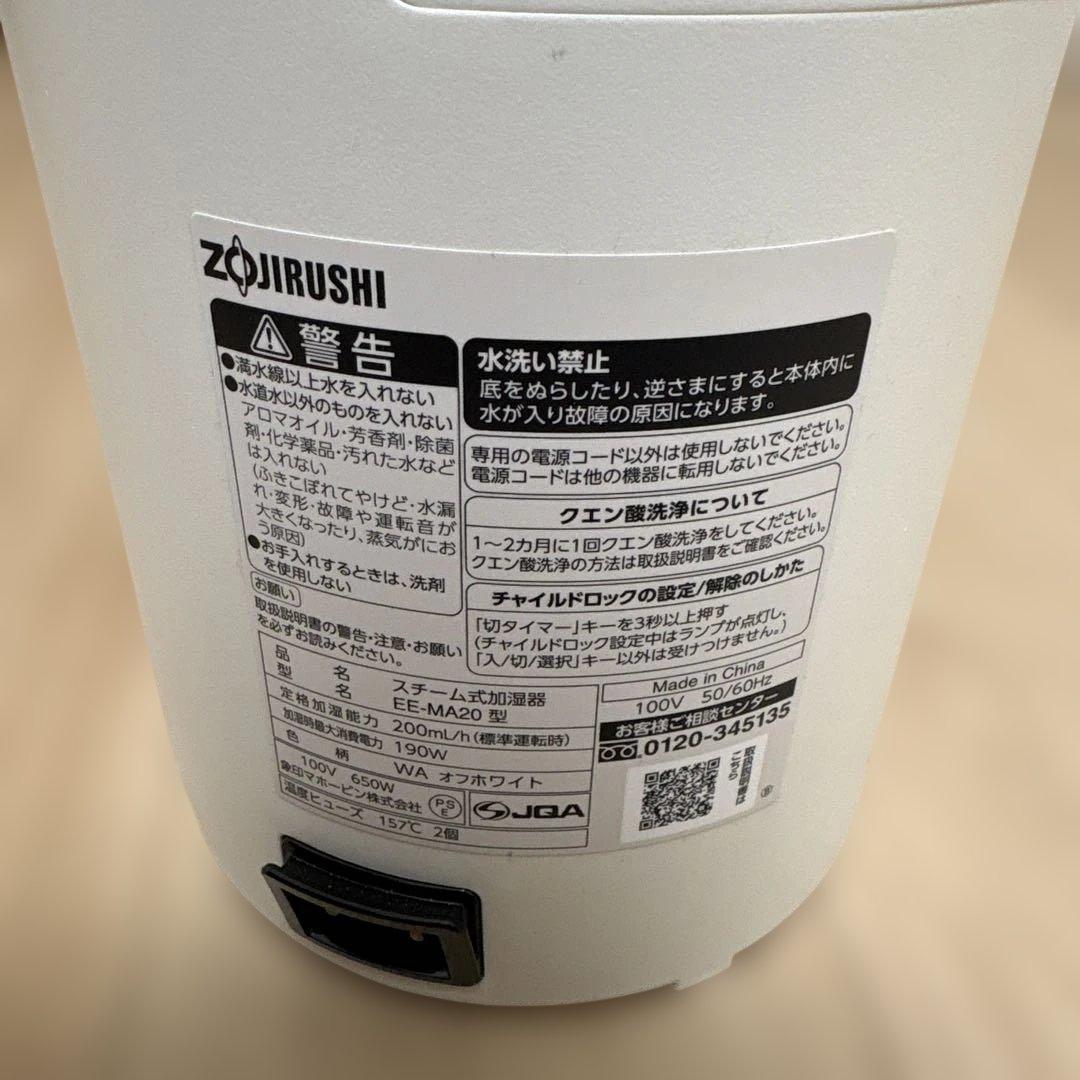 ZOJIRUSHI
警告
●満水線以上水を入れない
●水道水以外のものを入れない
アロマオイル・芳香剤・除菌
剤・化学薬品・汚れた水など
は入れない
(ふきこぼれてやけど・水漏
れ・変形・故障や運転音が
大きくなったり、蒸気がにお
う原因)
●お手入れするときは、洗剤
を使用しない
お願い
取扱説明書の警告・注意・お願い
を必ずお読みください。
水洗い禁止
底をぬらしたり、逆さまにすると本体内に
水が入り故障の原因になります。
専用の電源コード以外は使用しないでください。
電源コードは他の機器に転用しないでください。
クエン酸洗浄について
1～2カ月に1回クエン酸洗浄をしてください。
クエン酸洗浄の方法は取扱説明書をご確認ください。
チャイルドロックの設定/解除のしかた
「切タイマー」キーを3秒以上押す
(チャイルドロック設定中はランプが点灯し、
「入/切/選択」キー以外は受けつけません。)
品名 スチーム式加湿器
型名 EE-MA20 型
定格加湿能力 200mL/h(標準運転時)
加湿時最大消費電力 190W
色柄 WA オフホワイト
100V 650W
象印マホービン株式会社
PSE
JQA
温度ヒューズ 157℃ 2個
Made in China
100V 50/60Hz
お客様ご相談センター
0120-345135
取扱説明書は
こちら
®